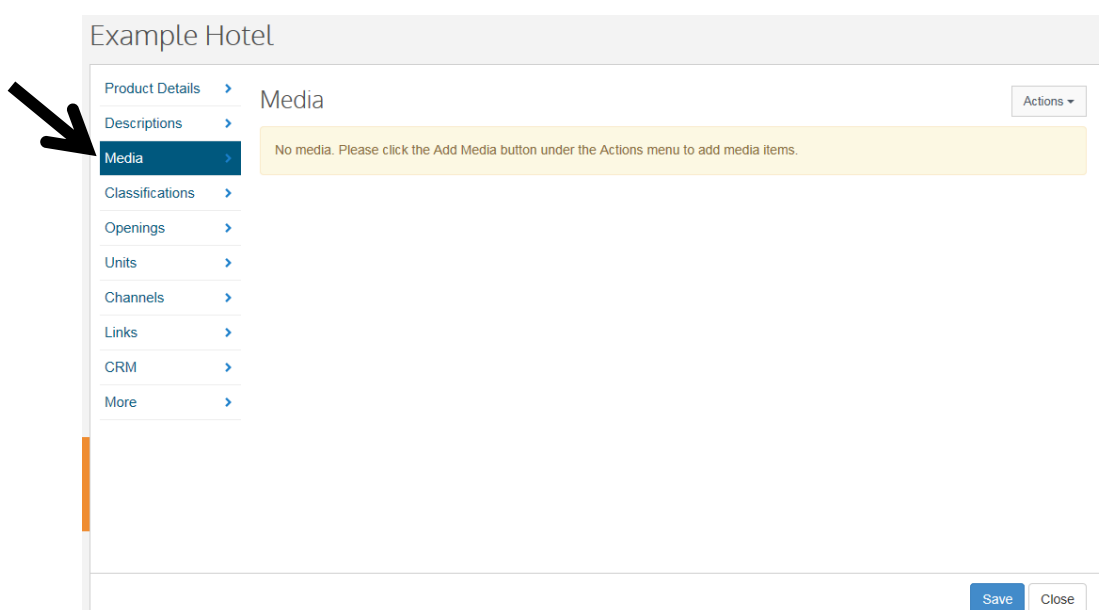 Example Hotel
Product Details
Descriptions
Media
Classifications
Openings
Units
Channels
Links
CRM
More
Media
Actions
No media. Please click the Add Media button under the Actions menu to add media items.
Save
Close